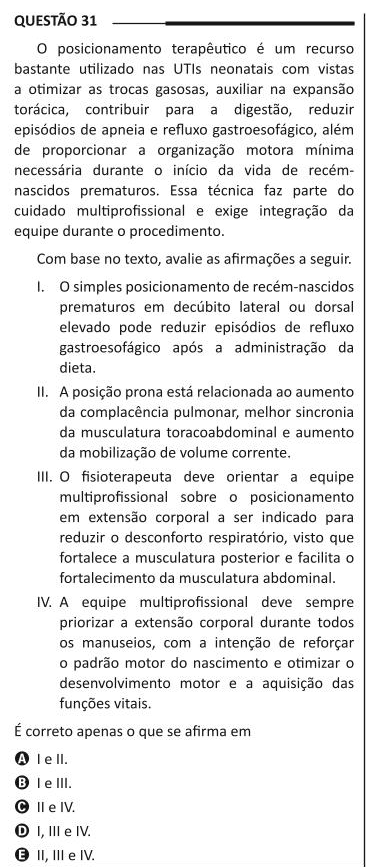 QUESTÃO 31
O posicionamento terapêutico é um recurso
bastante utilizado nas UTIs neonatais com vistas
a otimizar as trocas gasosas, auxiliar na expansão
torácica, contribuir para a digestão, reduzir
episódios de apneia e refluxo gastroesofágico, além
de proporcionar a organização motora mínima
necessária durante o início da vida de recém-
nascidos prematuros. Essa técnica faz parte do
cuidado multiprofissional e exige integração da
equipe durante o procedimento.
Com base no texto, avalie as afirmações a seguir.
I. O simples posicionamento de recém-nascidos
prematuros em decúbito lateral ou dorsal
elevado pode reduzir episódios de refluxo
gastroesofágico após a administração da
dieta.
II. A posição prona está relacionada ao aumento
da complacência pulmonar, melhor sincronia
da musculatura toracoabdominal e aumento
da mobilização de volume corrente.
III. O fisioterapeuta deve orientar a equipe
multiprofissional sobre o posicionamento
em extensão corporal a ser indicado para
reduzir o desconforto respiratório, visto que
fortalece a musculatura posterior e facilita o
fortalecimento da musculatura abdominal.
IV. A equipe multiprofissional deve sempre
priorizar a extensão corporal durante todos
os manuseios, com a intenção de reforçar
o padrão motor do nascimento e otimizar o
desenvolvimento motor e a aquisição das
funções vitais.
É correto apenas o que se afirma em
A I e II.
B I e III.
C II e IV.
D I, III e IV.
E II, III e IV.